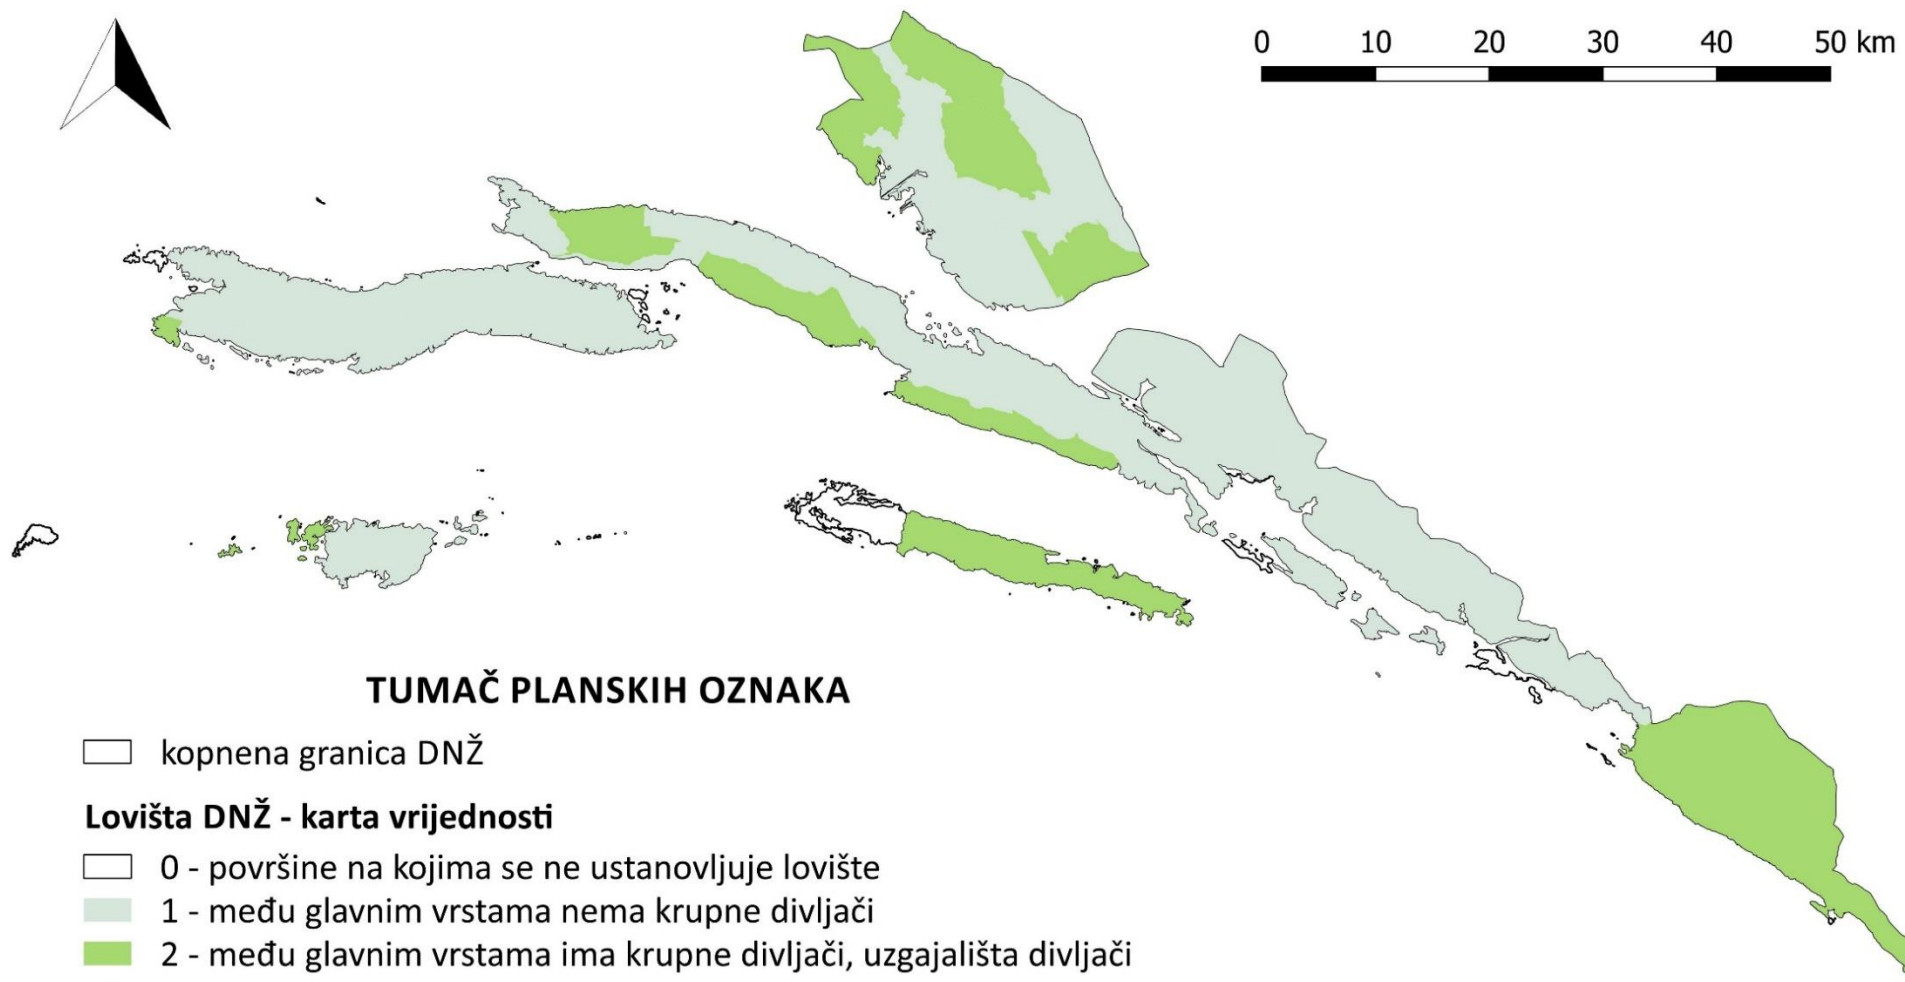 0 10 20 30 40 50 km
TUMAČ PLANSKIH OZNAKA
kopnena granica DNŽ
Lovišta DNŽ - karta vrijednosti
0 - površine na kojima se ne ustanovljuje lovište
1 - među glavnim vrstama nema krupne divljači
2 - među glavnim vrstama ima krupne divljači, uzgajališta divljači